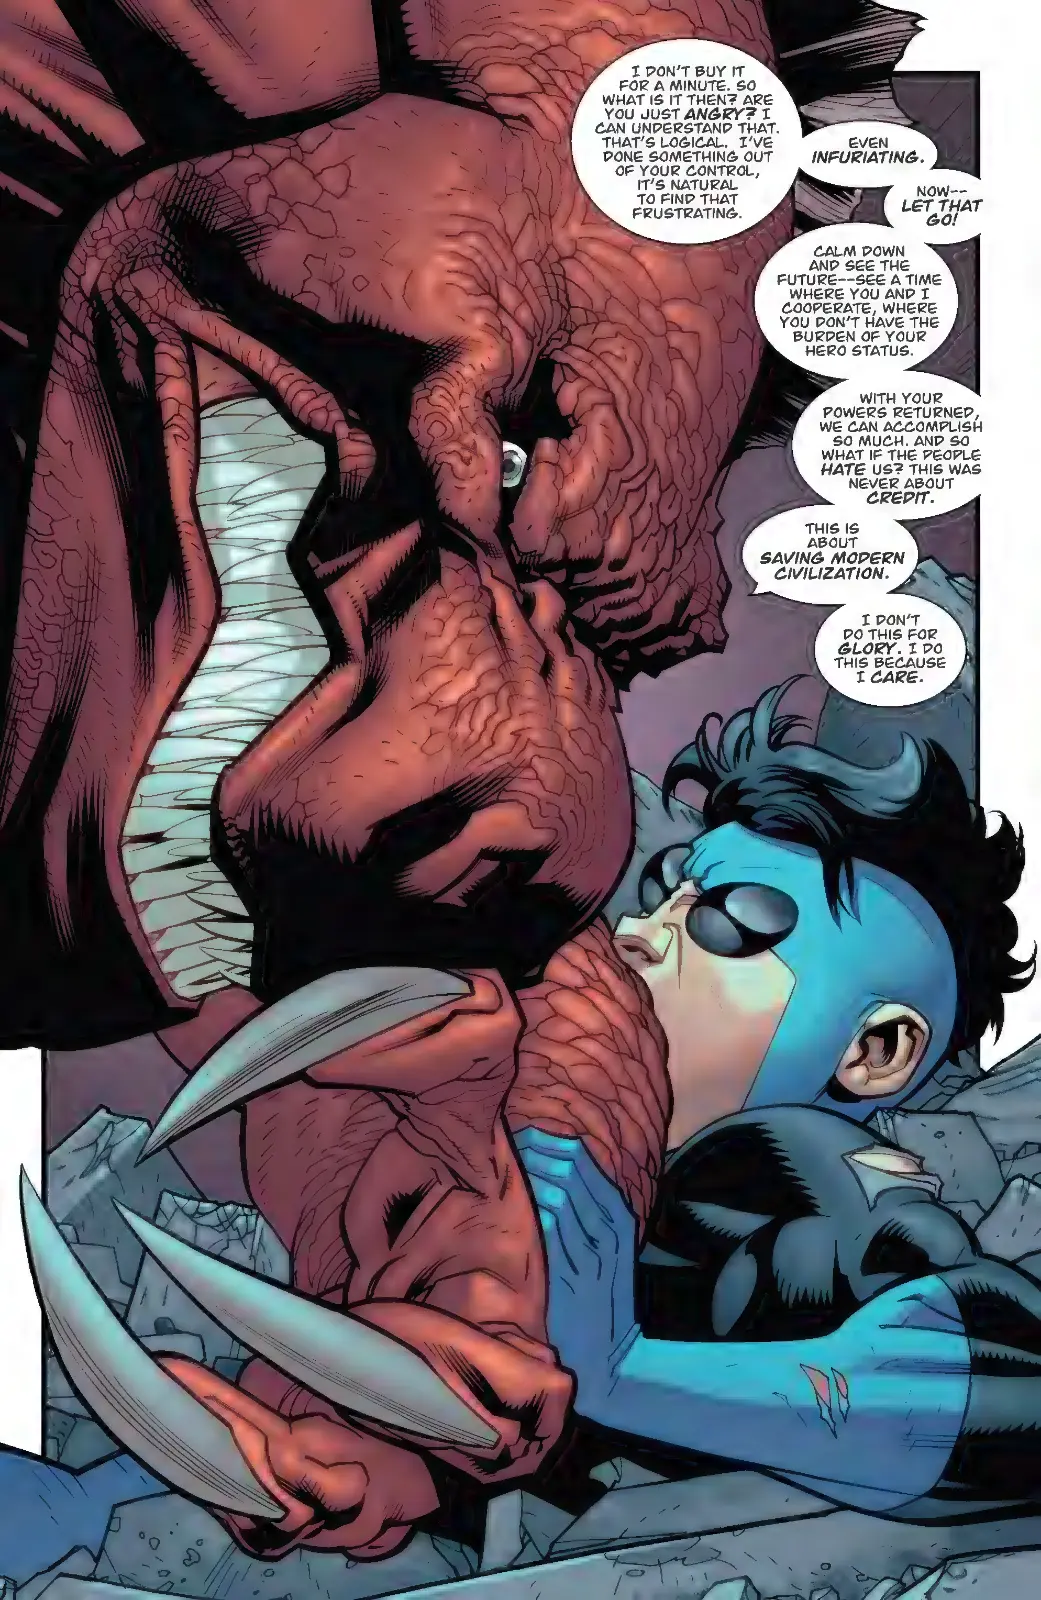 I DON'T BUY IT
FOR A MINUTE. SO
WHAT IS IT THEN? ARE
YOU JUST ANGRY? I
CAN UNDERSTAND THAT.
THAT'S LOGICAL. I'VE
DONE SOMETHING OUT
OF YOUR CONTROL,
IT'S NATURAL
TO FIND THAT
FRUSTRATING.
EVEN
INFURIATING.
NOW--
LET THAT
GO!
CALM DOWN
AND SEE THE
FUTURE--SEE A TIME
WHERE YOU AND I
COOPERATE, WHERE
YOU DON'T HAVE THE
BURDEN OF YOUR
HERO STATUS.
WITH YOUR
POWERS RETURNED,
WE CAN ACCOMPLISH
SO MUCH. AND SO
WHAT IF THE PEOPLE
HATE US? THIS WAS
NEVER ABOUT
CREDIT.
THIS IS
ABOUT
SAVING MODERN
CIVILIZATION.
I DON'T
DO THIS FOR
GLORY. I DO
THIS BECAUSE
I CARE.